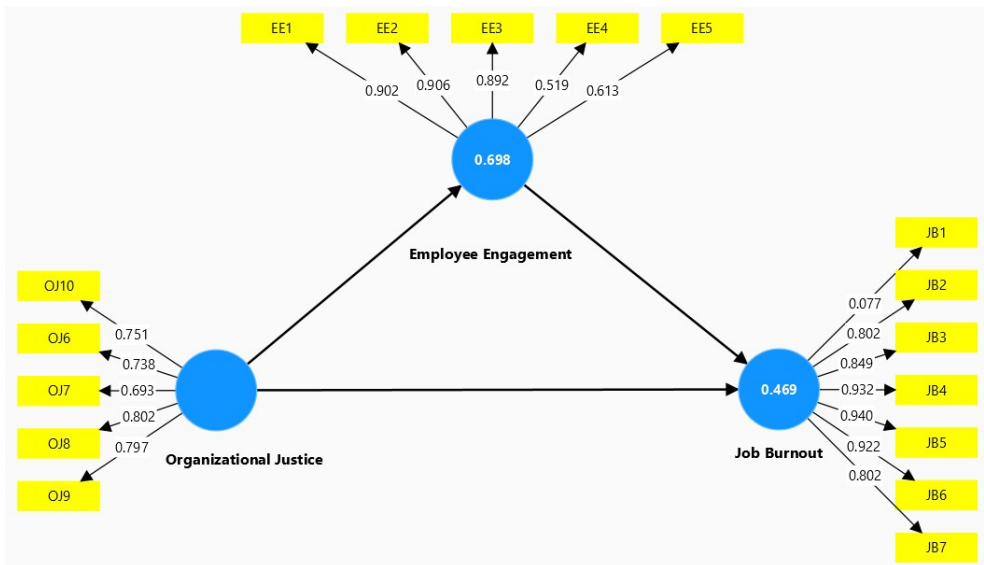 EE1 EE2 EE3 EE4 EE5
0.902 0.906 0.892 0.519 0.613
0.698
Employee Engagement
OJ10
OJ6
OJ7
OJ8
OJ9
0.751
0.738
0.693
0.802
0.797
Organizational Justice
JB1
JB2
JB3
JB4
JB5
JB6
JB7
0.077
0.802
0.849
0.932
0.940
0.922
0.802
0.469
Job Burnout